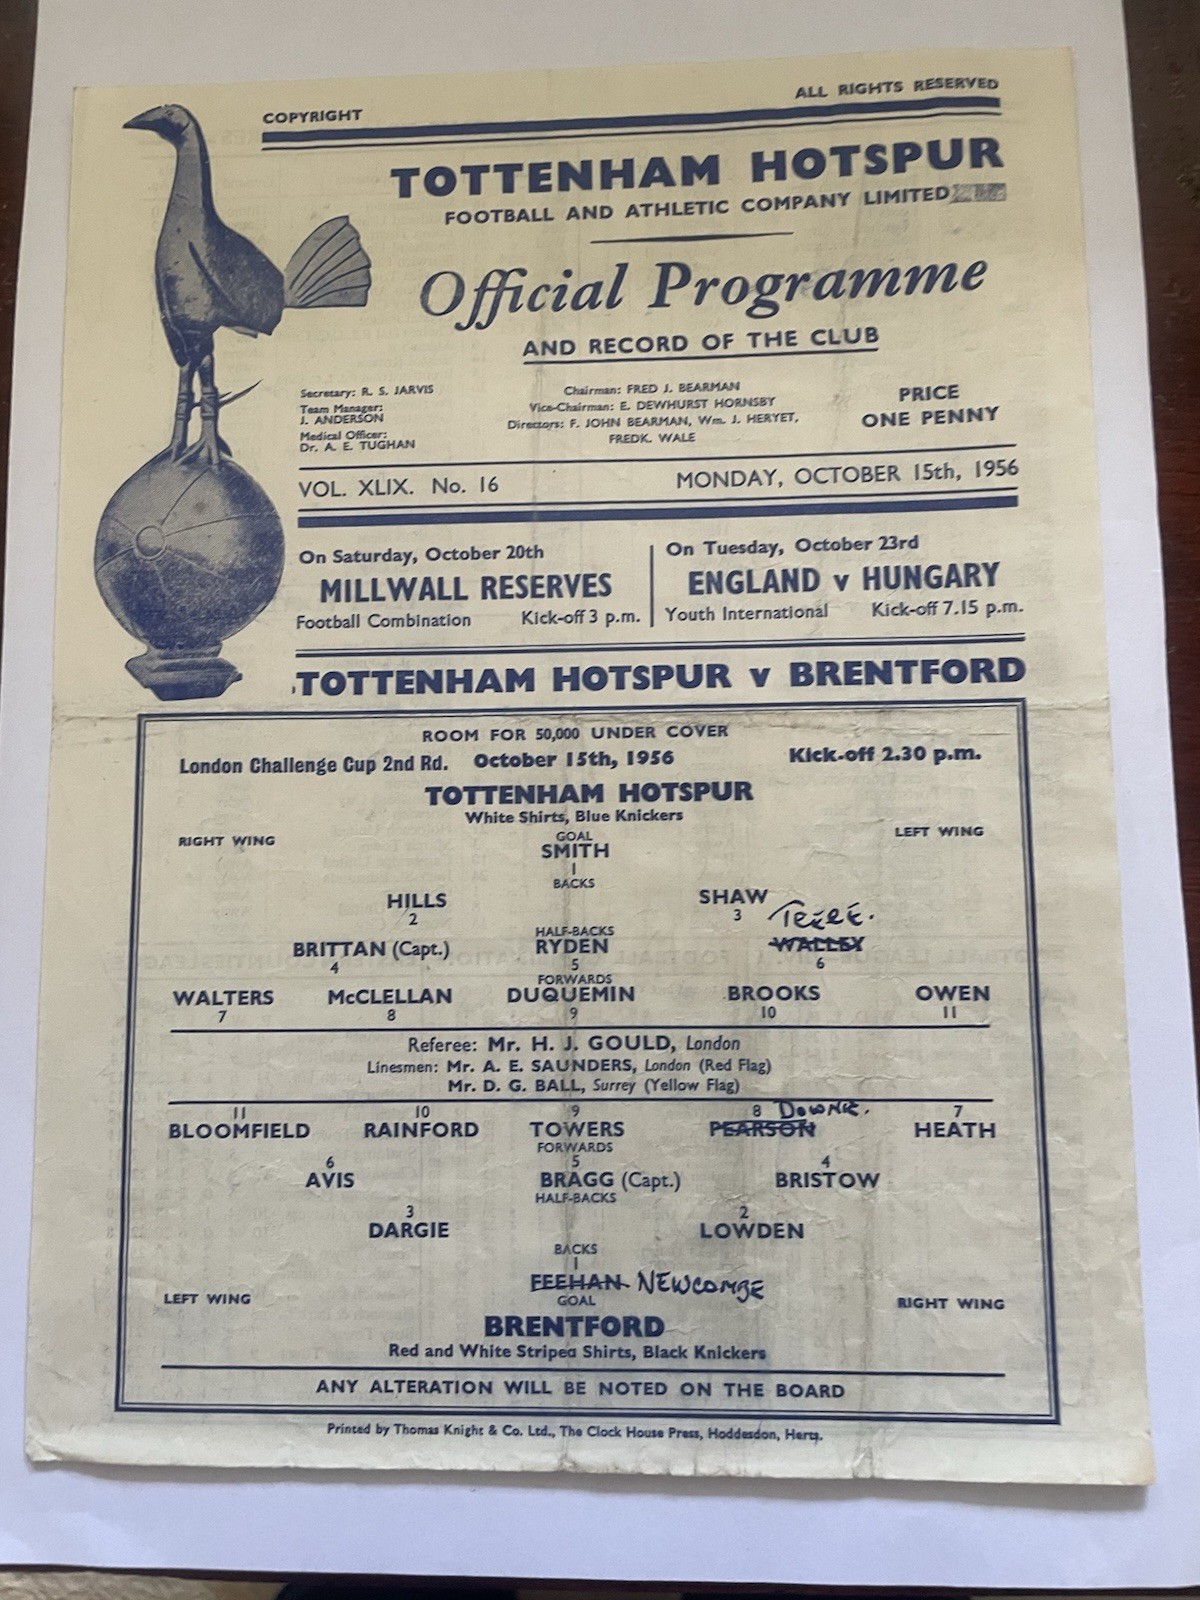 COPYRIGHT
ALL RIGHTS RESERVED
TOTTENHAM HOTSPUR
FOOTBALL AND ATHLETIC COMPANY LIMITED
Official Programme
AND RECORD OF THE CLUB
Secretary: R. S. JARVIS
Team Manager:
J. ANDERSON
Medical Officer:
Dr. A. E. TUGHAN
Chairman: FRED J. BEARMAN
Vice-Chairman: E. DEWHURST HORNSBY
Directors: F. JOHN BEARMAN, Wm. J. HERYET,
FREDK. WALE
PRICE
ONE PENNY
VOL. XLIX. No. 16
MONDAY, OCTOBER 15th, 1956
On Saturday, October 20th
MILLWALL RESERVES
Football Combination Kick-off 3 p.m.
On Tuesday, October 23rd
ENGLAND v HUNGARY
Youth International Kick-off 7.15 p.m.
TOTTENHAM HOTSPUR v BRENTFORD
ROOM FOR 50,000 UNDER COVER
London Challenge Cup 2nd Rd. October 15th, 1956 Kick-off 2.30 p.m.
TOTTENHAM HOTSPUR
White Shirts, Blue Knickers
RIGHT WING GOAL LEFT WING
SMITH
1
BACKS
HILLS SHAW
2 3
HALF-BACKS
BRITTAN (Capt.) RYDEN WALLEY
4 5 6
FORWARDS
WALTERS McCLELLAN DUQUEMIN BROOKS OWEN
7 8 9 10 11
Referee: Mr. H. J. GOULD, London
Linesmen: Mr. A. E. SAUNDERS, London (Red Flag)
Mr. D. G. BALL, Surrey (Yellow Flag)
11 10 9 8 DOWNIE. 7
BLOOMFIELD RAINFORD TOWERS PEARSON HEATH
FORWARDS
6 5 4
AVIS BRAGG (Capt.) BRISTOW
HALF-BACKS
3 2
DARGIE LOWDEN
BACKS
1
FEEHAN NEWCOMBE
LEFT WING GOAL RIGHT WING
BRENTFORD
Red and White Striped Shirts, Black Knickers
ANY ALTERATION WILL BE NOTED ON THE BOARD
Printed by Thomas Knight & Co. Ltd., The Clock House Press, Hoddesdon, Herts.